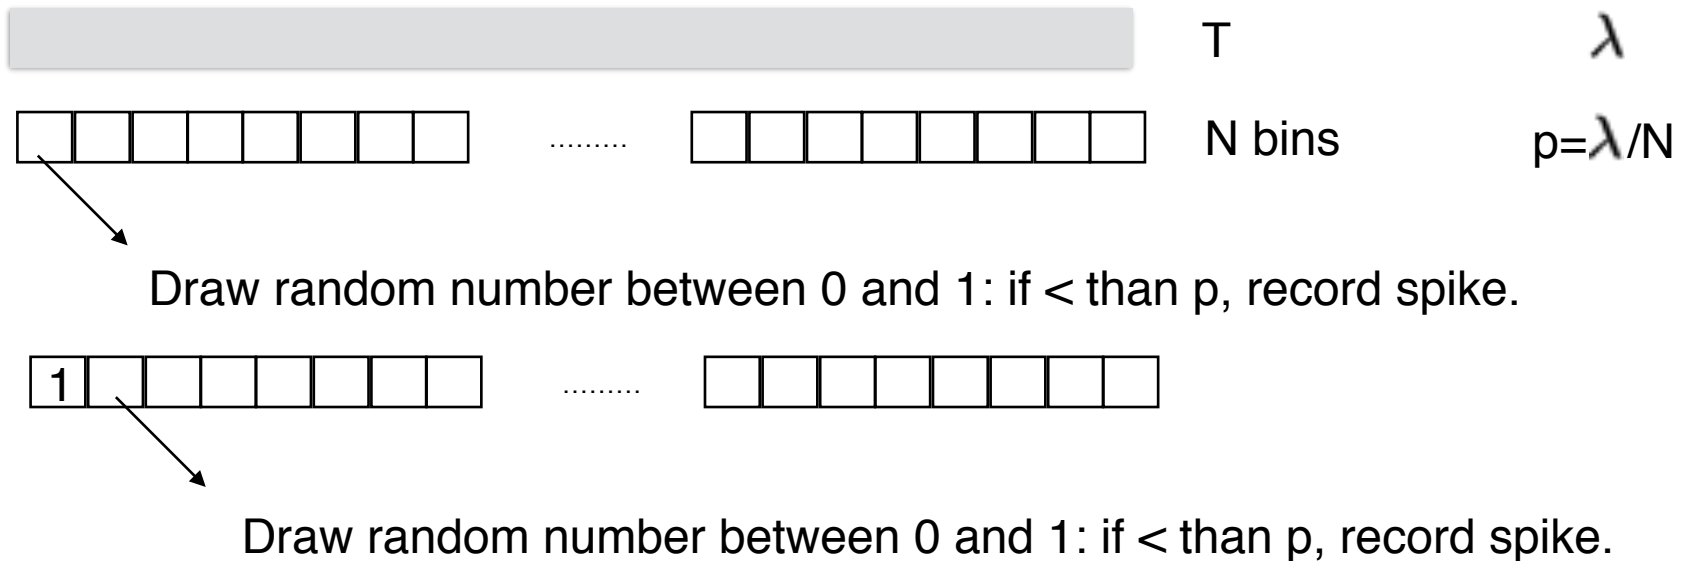 T λ
......... N bins p=λ/N
Draw random number between 0 and 1: if < than p, record spike.
1 .........
Draw random number between 0 and 1: if < than p, record spike.